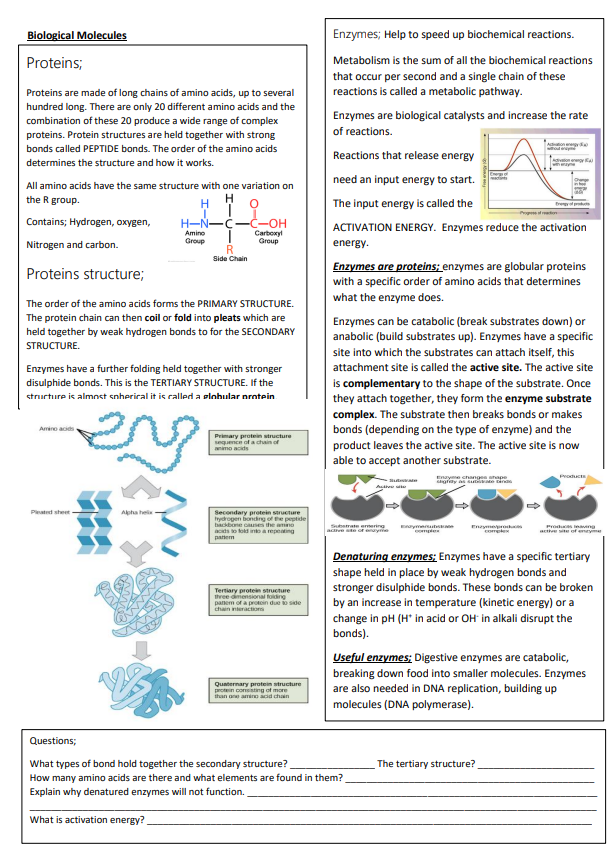 Biological Molecules
Proteins;
Proteins are made of long chains of amino acids, up to several
hundred long. There are only 20 different amino acids and the
combination of these 20 produce a wide range of complex
proteins. Protein structures are held together with strong
bonds called PEPTIDE bonds. The order of the amino acids
determines the structure and how it works.
All amino acids have the same structure with one variation on
the R group.
Contains; Hydrogen, oxygen,
Nitrogen and carbon.
H H O
H–N–C–C–OH
Amino Group
R
Side Chain
Carboxyl Group
Proteins structure;
The order of the amino acids forms the PRIMARY STRUCTURE.
The protein chain can then coil or fold into pleats which are
held together by weak hydrogen bonds to for the SECONDARY
STRUCTURE.
Enzymes have a further folding held together with stronger
disulphide bonds. This is the TERTIARY STRUCTURE. If the
structure is almost spherical it is called a globular protein
Amino acids
Primary protein structure
sequence of a chain of
amino acids
Pleated sheet
Alpha helix
Secondary protein structure
hydrogen bonding of the peptide
backbone causes the amino
acids to fold into a repeating
pattern
Tertiary protein structure
three-dimensional folding
pattern of a protein due to side
chain interactions
Quaternary protein structure
protein consisting of more
than one amino acid chain
Enzymes; Help to speed up biochemical reactions.
Metabolism is the sum of all the biochemical reactions
that occur per second and a single chain of these
reactions is called a metabolic pathway.
Enzymes are biological catalysts and increase the rate
of reactions.
Reactions that release energy
need an input energy to start.
The input energy is called the
ACTIVATION ENERGY. Enzymes reduce the activation
energy.
Activation energy (EA)
without enzyme
Activation energy (EA)
with enzyme
Energy of
reactants
Change
in free
energy
Energy of products
Progress of reaction
Enzymes are proteins; enzymes are globular proteins
with a specific order of amino acids that determines
what the enzyme does.
Enzymes can be catabolic (break substrates down) or
anabolic (build substrates up). Enzymes have a specific
site into which the substrates can attach itself, this
attachment site is called the active site. The active site
is complementary to the shape of the substrate. Once
they attach together, they form the enzyme substrate
complex. The substrate then breaks bonds or makes
bonds (depending on the type of enzyme) and the
product leaves the active site. The active site is now
able to accept another substrate.
Substrate
Active site
Enzyme changes shape
slightly as substrate binds
Products
Substrate entering
active site of enzyme
Enzyme/substrate
complex
Enzyme/products
complex
Products leaving
active site of enzyme
Denaturing enzymes; Enzymes have a specific tertiary
shape held in place by weak hydrogen bonds and
stronger disulphide bonds. These bonds can be broken
by an increase in temperature (kinetic energy) or a
change in pH (H⁺ in acid or OH⁻ in alkali disrupt the
bonds).
Useful enzymes; Digestive enzymes are catabolic,
breaking down food into smaller molecules. Enzymes
are also needed in DNA replication, building up
molecules (DNA polymerase).
Questions;
What types of bond hold together the secondary structure? ________________ The tertiary structure? ______________________
How many amino acids are there and what elements are found in them? ______________________________________________
Explain why denatured enzymes will not function. ________________________________________________________________
What is activation energy? ____________________________________________________________________________________